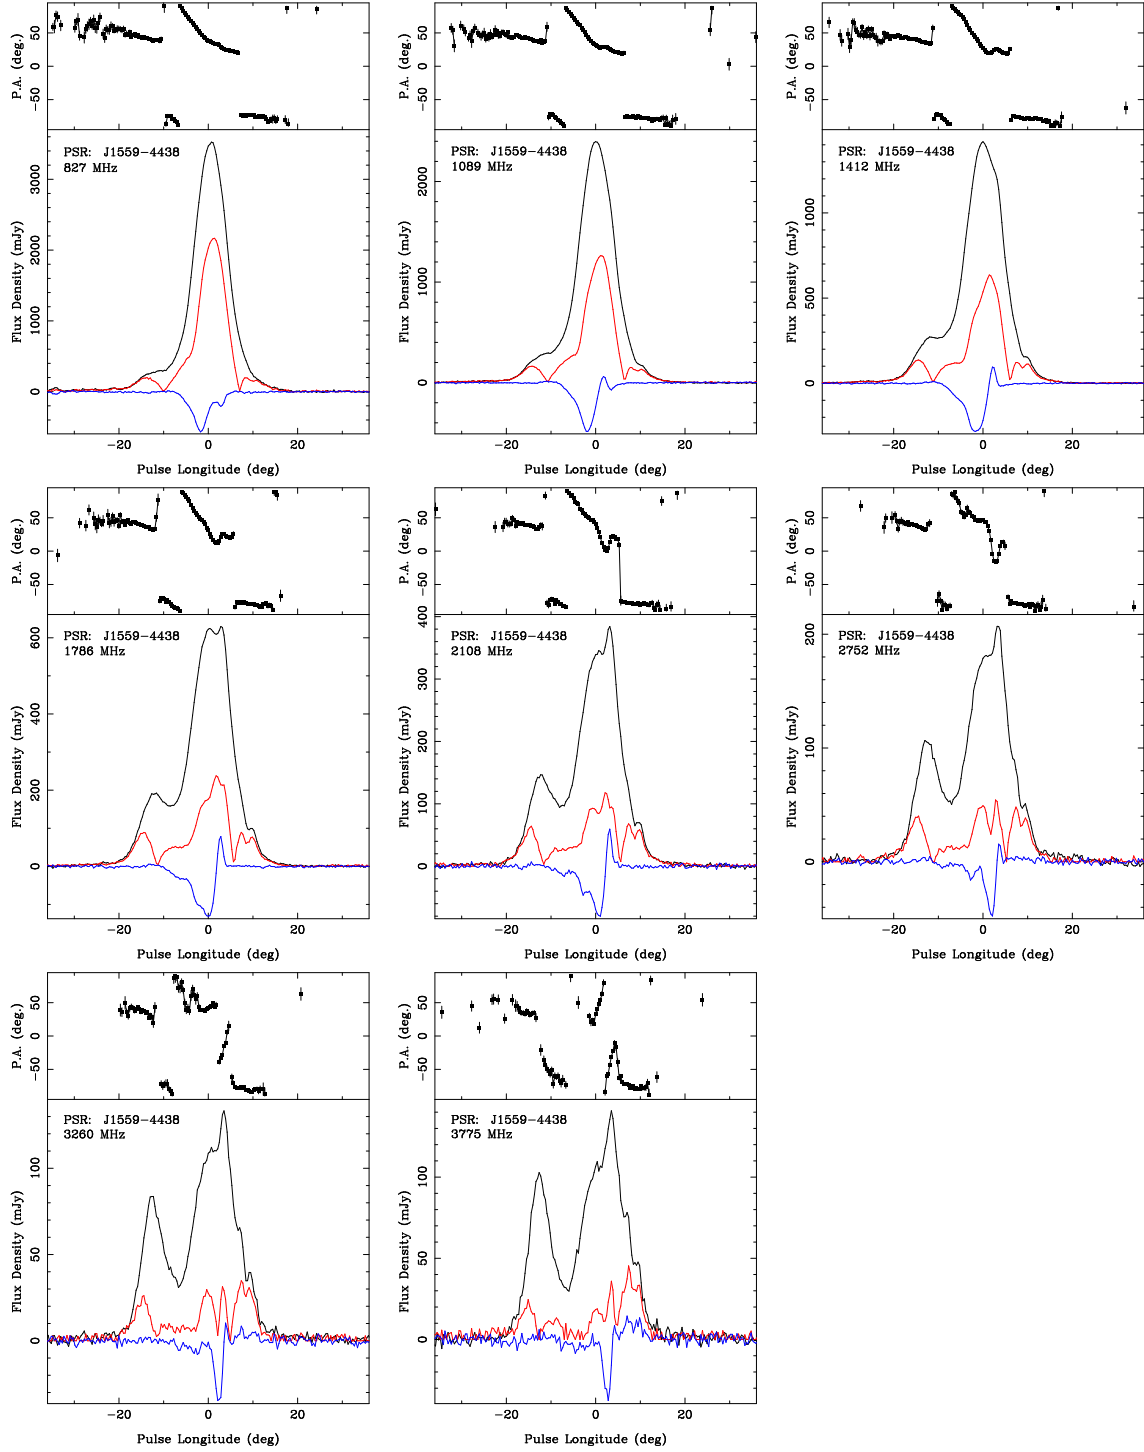 P.A. (deg.)
50
0
−50
PSR: J1559−4438
827 MHz
Flux Density (mJy)
3000
2000
1000
0
−20
0
20
Pulse Longitude (deg)
P.A. (deg.)
50
0
−50
PSR: J1559−4438
1089 MHz
Flux Density (mJy)
2000
1000
0
−20
0
20
Pulse Longitude (deg)
P.A. (deg.)
50
0
−50
PSR: J1559−4438
1412 MHz
Flux Density (mJy)
1000
500
0
−20
0
20
Pulse Longitude (deg)
P.A. (deg.)
50
0
−50
PSR: J1559−4438
1786 MHz
Flux Density (mJy)
600
400
200
0
−20
0
20
Pulse Longitude (deg)
P.A. (deg.)
50
0
−50
PSR: J1559−4438
2108 MHz
Flux Density (mJy)
400
300
200
100
0
−20
0
20
Pulse Longitude (deg)
P.A. (deg.)
50
0
−50
PSR: J1559−4438
2752 MHz
Flux Density (mJy)
200
100
0
−20
0
20
Pulse Longitude (deg)
P.A. (deg.)
50
0
−50
PSR: J1559−4438
3260 MHz
Flux Density (mJy)
100
50
0
−20
0
20
Pulse Longitude (deg)
P.A. (deg.)
50
0
−50
PSR: J1559−4438
3775 MHz
Flux Density (mJy)
100
50
0
−20
0
20
Pulse Longitude (deg)